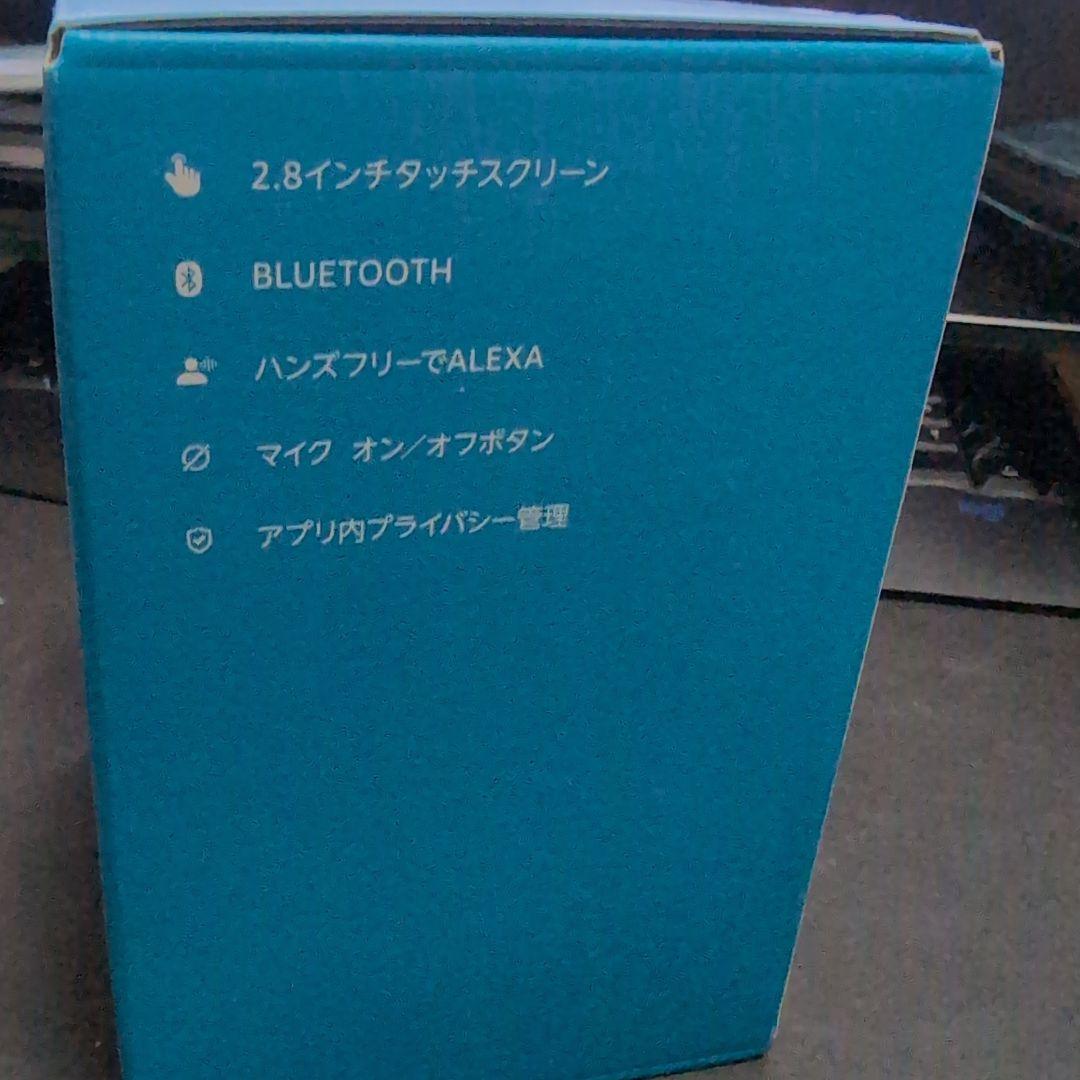 2.8インチタッチスクリーン
BLUETOOTH
ハンズフリーでALEXA
マイク オン/オフボタン
アプリ内プライバシー管理